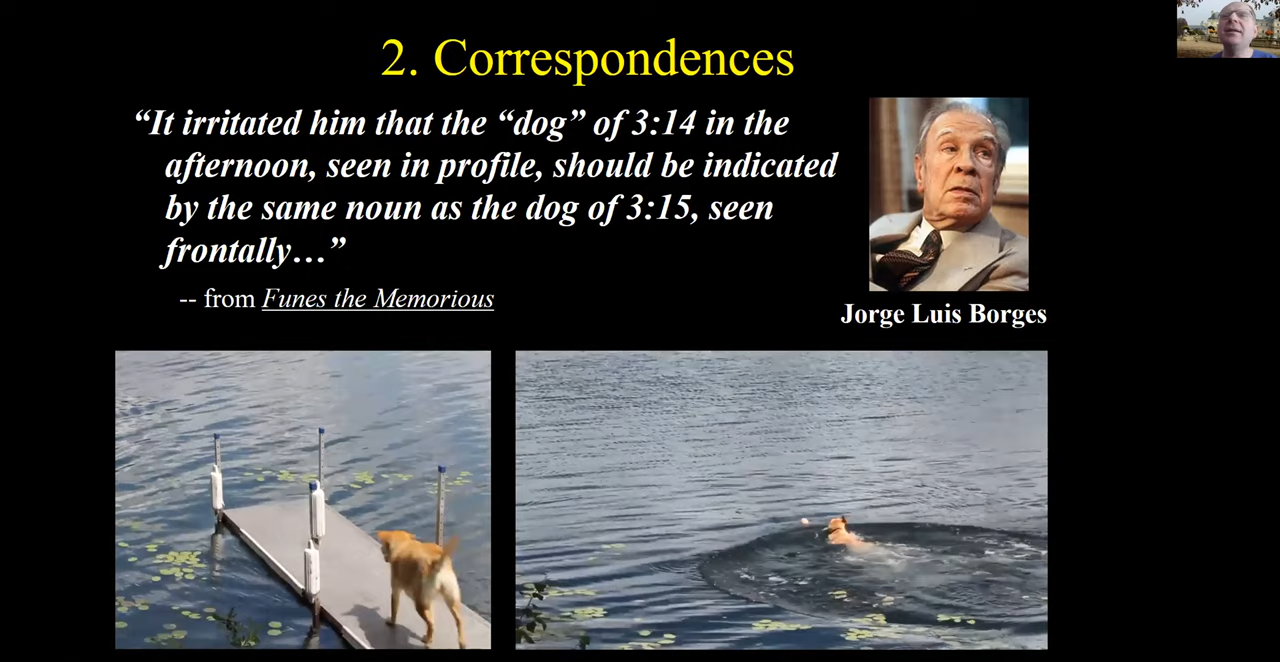 2. Correspondences
“It irritated him that the “dog” of 3:14 in the
afternoon, seen in profile, should be indicated
by the same noun as the dog of 3:15, seen
frontally…”
-- from Funes the Memorious
Jorge Luis Borges